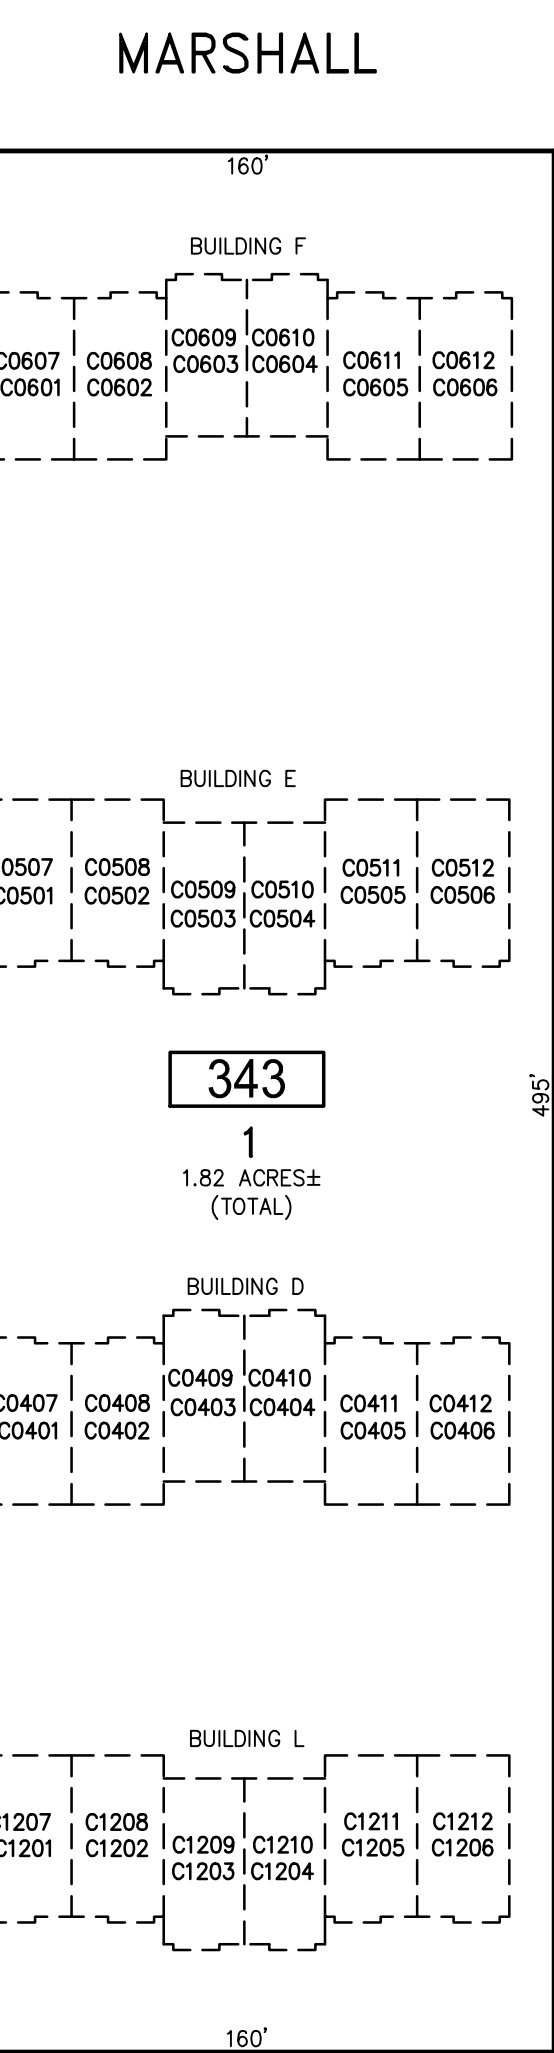 MARSHALL
160'
BUILDING F
C0609 C0610
C0603 C0604
C0607 C0608 C0611 C0612
C0601 C0602 C0605 C0606
BUILDING E
0507 C0508 C0511 C0512
C0501 C0502 C0505 C0506
C0509 C0510
C0503 C0504
343
495'
1
1.82 ACRES±
(TOTAL)
BUILDING D
C0409 C0410
C0403 C0404
C0407 C0408 C0411 C0412
C0401 C0402 C0405 C0406
BUILDING L
1207 C1208 C1211 C1212
C1201 C1202 C1205 C1206
C1209 C1210
C1203 C1204
160'